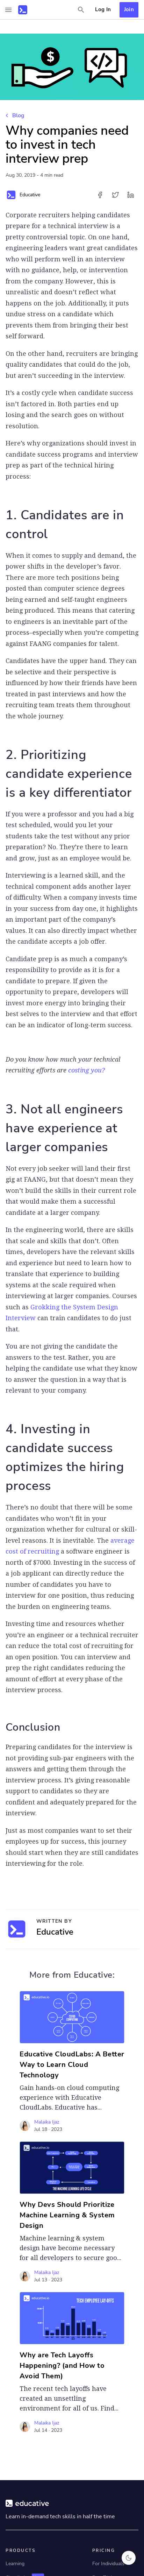 Log In
Join
Blog
Why companies need
to invest in tech
interview prep
Aug 30, 2019 - 4 min read
Educative
Corporate recruiters helping candidates
prepare for a technical interview is a
pretty controversial topic. On one hand,
engineering leaders want great candidates
who will perform well in an interview
with no guidance, help, or intervention
from the company. However, this
idealistic model doesn't reflect what
happens on the job. Additionally, it puts
undue stress on a candidate which
prevents them from bringing their best
self forward.
On the other hand, recruiters are bringing
quality candidates that could do the job,
but aren't succeeding in the interview.
It's a costly cycle when candidate success
isn't factored. Both parties end up
losing and the search goes on without
resolution.
Here's why organizations should invest in
candidate success programs and interview
prep as part of the technical hiring
process:
1. Candidates are in
control
When it comes to supply and demand, the
power shifts in the developer's favor.
There are more tech positions being
posted than computer science degrees
being earned and self-taught engineers
being produced. This means that catering
to engineers is an inevitable part of the
process–especially when you're competing
against FAANG companies for talent.
Candidates have the upper hand. They can
be selective and their perspective is
influenced by how their friends have been
treated in past interviews and how the
recruiting team treats them throughout
the whole journey.
2. Prioritizing
candidate experience
is a key differentiator
If you were a professor and you had a big
test scheduled, would you let your
students take the test without any prior
preparation? No. They're there to learn
and grow, just as an employee would be.
Interviewing is a learned skill, and the
technical component adds another layer
of difficulty. When a company invests time
in your success from day one, it highlights
an important part of the company's
values. It can also directly impact whether
the candidate accepts a job offer.
Candidate prep is as much a company's
responsibility to provide as it is for a
candidate to prepare. If given the
opportunity to prepare, developers will
invest more into doing so to bring their
best selves to the onsite and that effort
can be an indicator of long-term success.
Do you know how much your technical
recruiting efforts are costing you?
3. Not all engineers
have experience at
larger companies
Not every job seeker will land their first
gig at FAANG, but that doesn't mean they
won't build the skills in their current role
that would make them a successful
candidate at a larger company.
In the engineering world, there are skills
that scale and skills that don't. Often
times, developers have the relevant skills
and experience but need to learn how to
translate that experience to building
systems at the scale required when
interviewing at larger companies. Courses
such as Grokking the System Design
Interview can train candidates to do just
that.
You are not giving the candidate the
answers to the test. Rather, you are
helping the candidate use what they know
to answer the question in a way that is
relevant to your company.
4. Investing in
candidate success
optimizes the hiring
process
There's no doubt that there will be some
candidates who won't fit in your
organization whether for cultural or skill-
level reasons. It is inevitable. The average
cost of recruiting a software engineer is
north of $7000. Investing in the success of
all candidates can directly reduce the
number of candidates you may need to
interview for one position, thus reducing
the burden on engineering teams.
Investing time and resources whether
you're an engineer or a technical recruiter
can reduce the total cost of recruiting for
an open position. You can interview and
prep the right candidates reducing the
amount of effort at every phase of the
interview process.
Conclusion
Preparing candidates for the interview is
not providing sub-par engineers with the
answers and getting them through the
interview process. It's giving reasonable
candidates a chance for success and
onboard and adequately prepared for the
interview.
Just as most companies want to set their
employees up for success, this journey
should start when they are still candidates
interviewing for the role.
WRITTEN BY
Educative
More from Educative:
Educative CloudLabs: A Better
Way to Learn Cloud
Technology
Gain hands-on cloud computing
experience with Educative
CloudLabs. Educative has...
Malaika Ijaz
Jul 18 · 2023
Why Devs Should Prioritize
Machine Learning & System
Design
Machine learning & system
design have become necessary
for all developers to secure goo...
Malaika Ijaz
Jul 13 · 2023
TECH EMPLOYEE LAYOFFS
Why are Tech Layoffs
Happening? (and How to
Avoid Them)
The recent tech layoffs have
created an unsettling
environment for all of us. Find...
Malaika Ijaz
Jul 14 · 2023
educative
Learn in-demand tech skills in half the time
PRODUCTS
PRICING
Learning
For Individuals